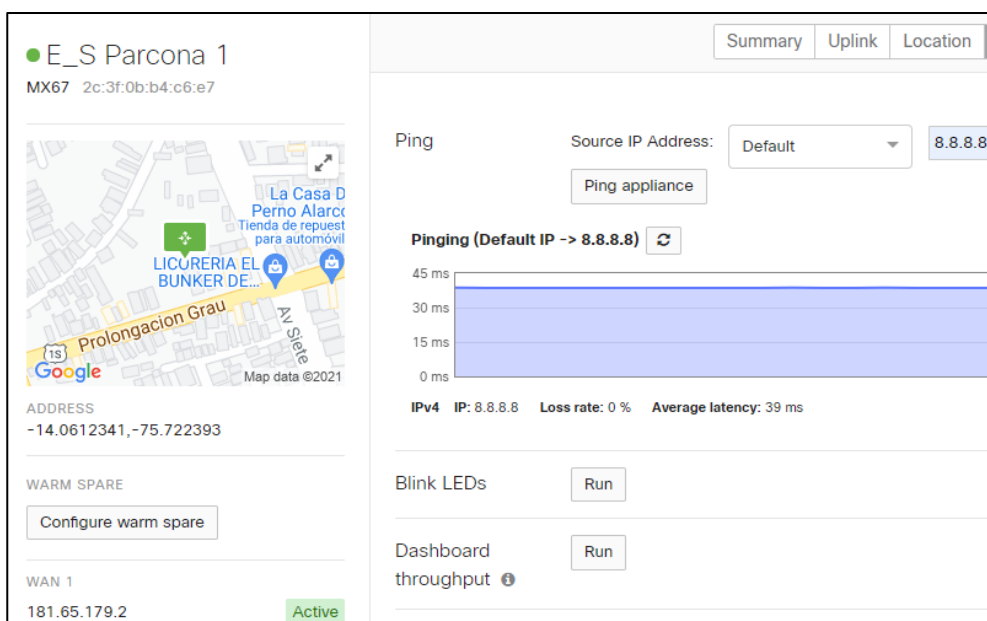 E_S Parcona 1
MX67 2c:3f:0b:b4:c6:e7
La Casa D
Perno Alarco
Tienda de repuest
para automóvil
LICORERIA EL
BUNKER DE...
Prolongacion Grau
Av Siete
1S
Google
Map data ©2021
ADDRESS
-14.0612341,-75.722393
WARM SPARE
Configure warm spare
WAN 1
181.65.179.2 Active
Summary Uplink Location
Ping Source IP Address: Default 8.8.8.8
Ping appliance
Pinging (Default IP -> 8.8.8.8)
45 ms
30 ms
15 ms
0 ms
IPv4 IP: 8.8.8.8 Loss rate: 0 % Average latency: 39 ms
Blink LEDs Run
Dashboard Run
throughput